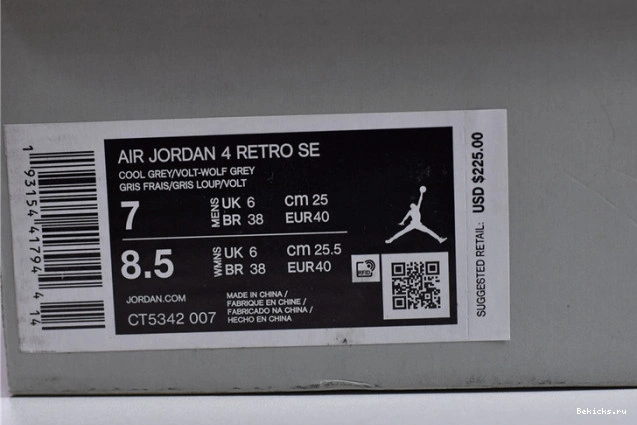 AIR JORDAN 4 RETRO SE
COOL GREY/VOLT-WOLF GREY
GRIS FRAIS/GRIS LOUP/VOLT
7
MENS
UK 6 cm 25
BR 38 EUR40
8.5
WMNS
UK 6 cm 25.5
BR 38 EUR40
JORDAN.COM
CT5342 007
MADE IN CHINA /
FABRIQUE EN CHINE /
FABRICADO NA CHINA /
HECHO EN CHINA
1 93154 41794 4 14
SUGGESTED RETAIL: USD $225.00
Bekicks.ru